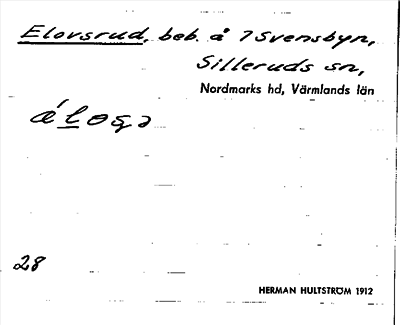 Elovsrud, beb. å 7 Svensbyn,
Silleruds sn,
Nordmarks hd, Värmlands län
28
HERMAN HULTSTRÖM 1912